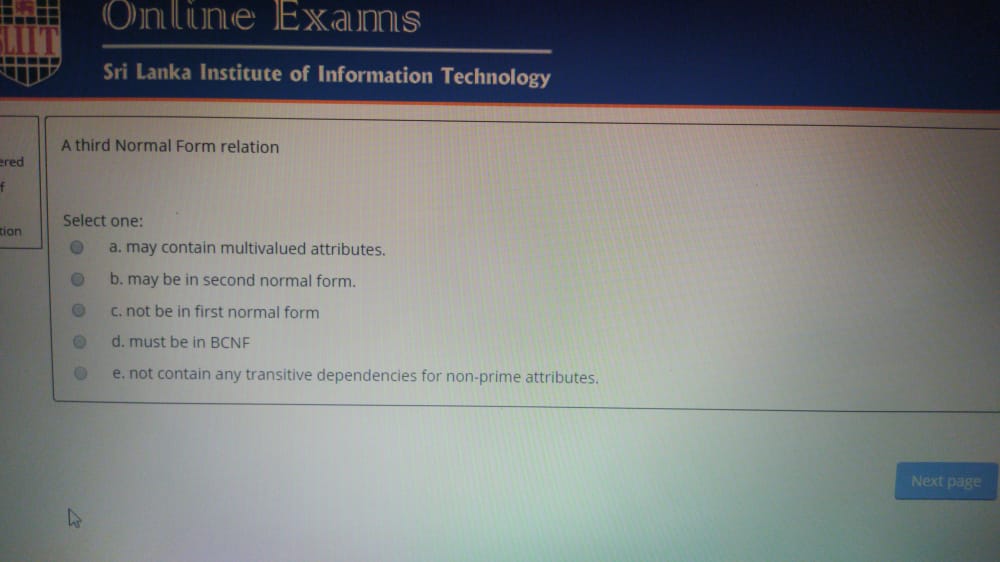 Online Exams
SLIIT
Sri Lanka Institute of Information Technology
A third Normal Form relation
ered
f
tion
Select one:
a. may contain multivalued attributes.
b. may be in second normal form.
c. not be in first normal form
d. must be in BCNF
e. not contain any transitive dependencies for non-prime attributes.
Next page